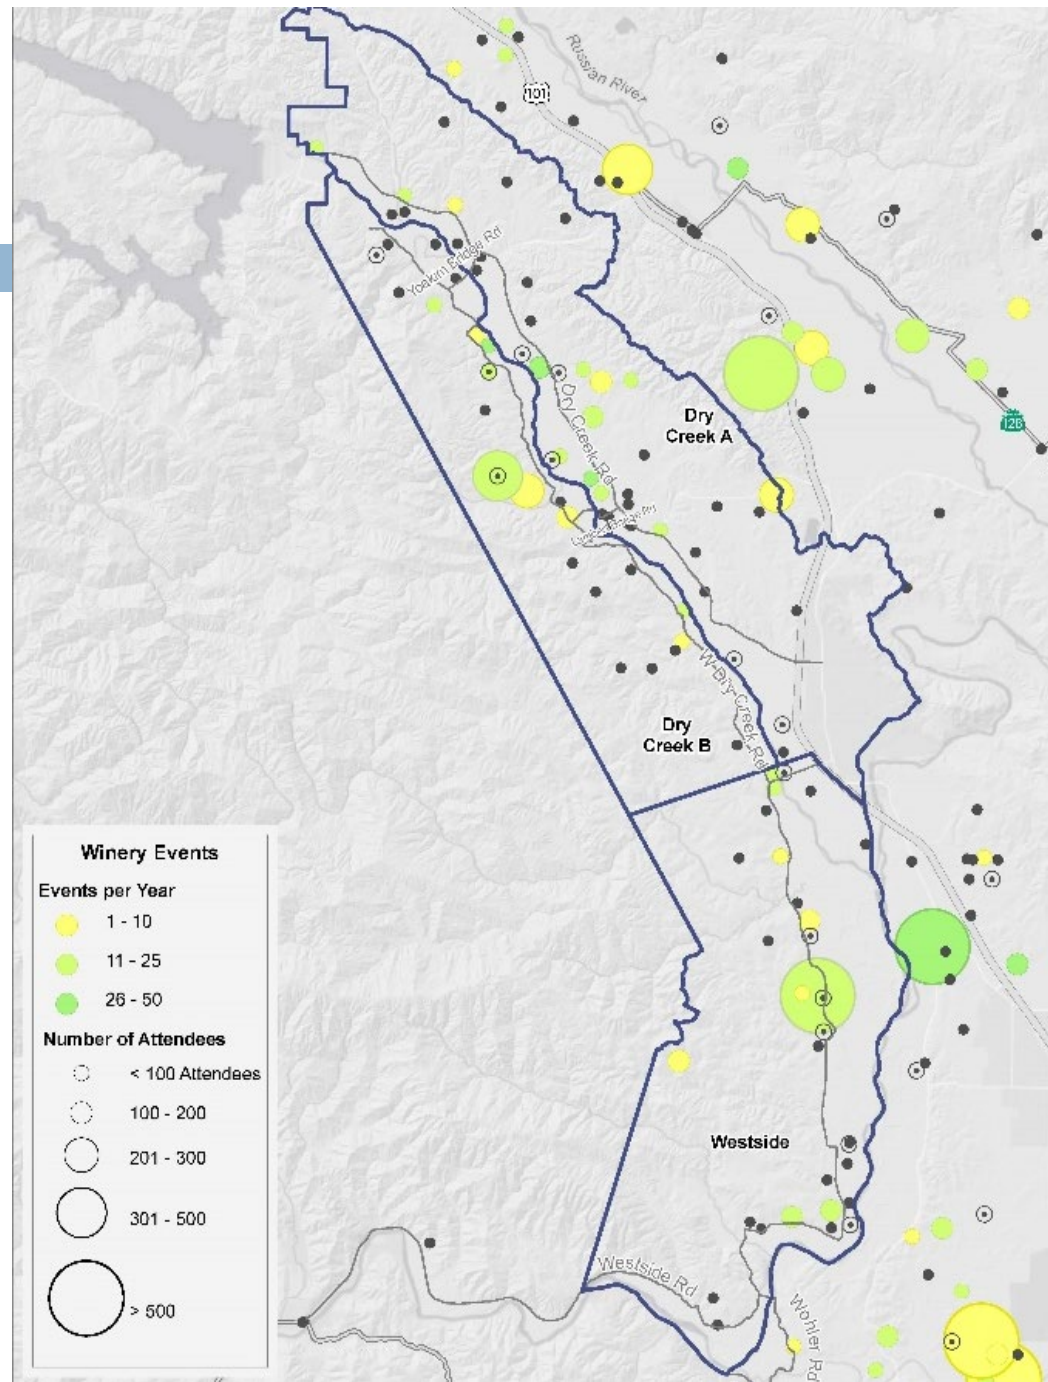 Russian River
101
Yoakim Bridge Rd
Dry Creek Rd
Dry
Creek A
128
W Dry Creek Rd
Dry
Creek B
Winery Events
Events per Year
1 - 10
11 - 25
26 - 50
Number of Attendees
< 100 Attendees
100 - 200
201 - 300
301 - 500
> 500
Westside
Westside Rd
Wohler Rd